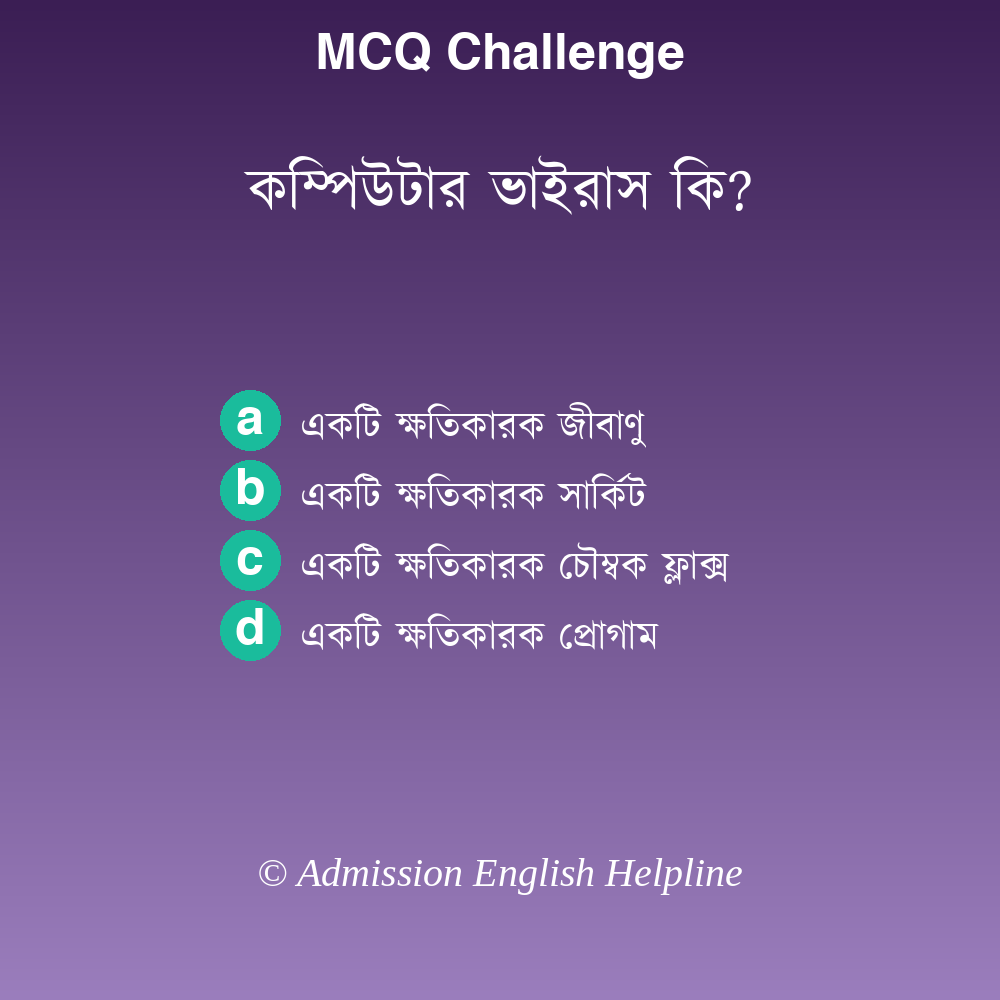 MCQ Challenge
কম্পিউটার ভাইরাস কি?
a একটি ক্ষতিকারক জীবাণু
b একটি ক্ষতিকারক সার্কিট
c একটি ক্ষতিকারক চৌম্বক ফ্লাক্স
d একটি ক্ষতিকারক প্রোগাম
© Admission English Helpline